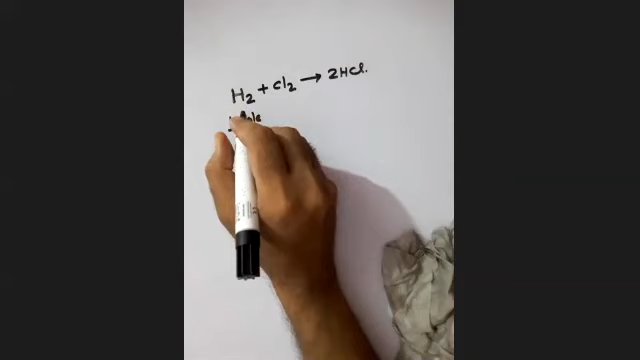 H₂ + Cl₂ → 2HCl.